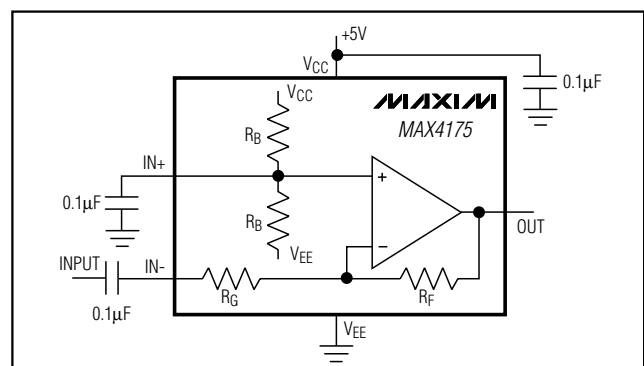 +5V
VCC
0.1µF
VCC
MAXIM
MAX4175
RB
IN+
0.1µF
RB
+
−
OUT
VEE
INPUT
IN-
RG
RF
0.1µF
VEE